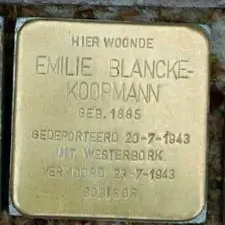 HIER WOONDE
EMILIE BLANCKE-
KOOPMANN
GEB. 1885
GEDEPORTEERD 20-7-1943
UIT WESTERBORK
VERMOORD 23-7-1943
SOBIBOR